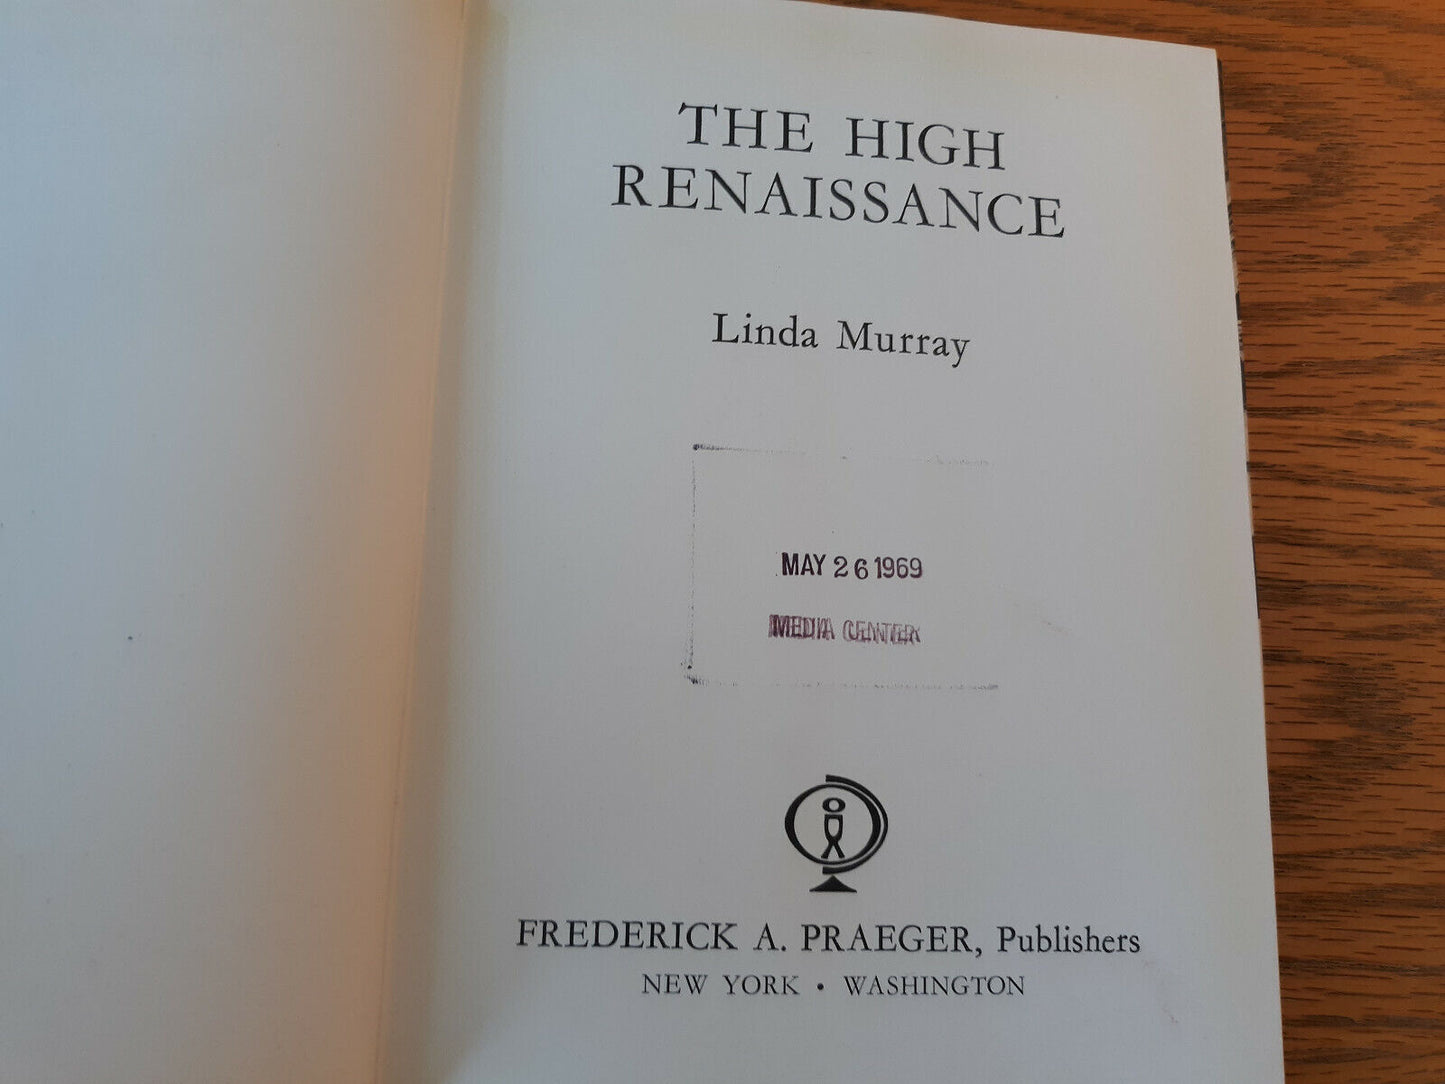 THE HIGH
RENAISSANCE
Linda Murray
MAY 26 1969
MEDIA CENTER
FREDERICK A. PRAEGER, Publishers
NEW YORK • WASHINGTON